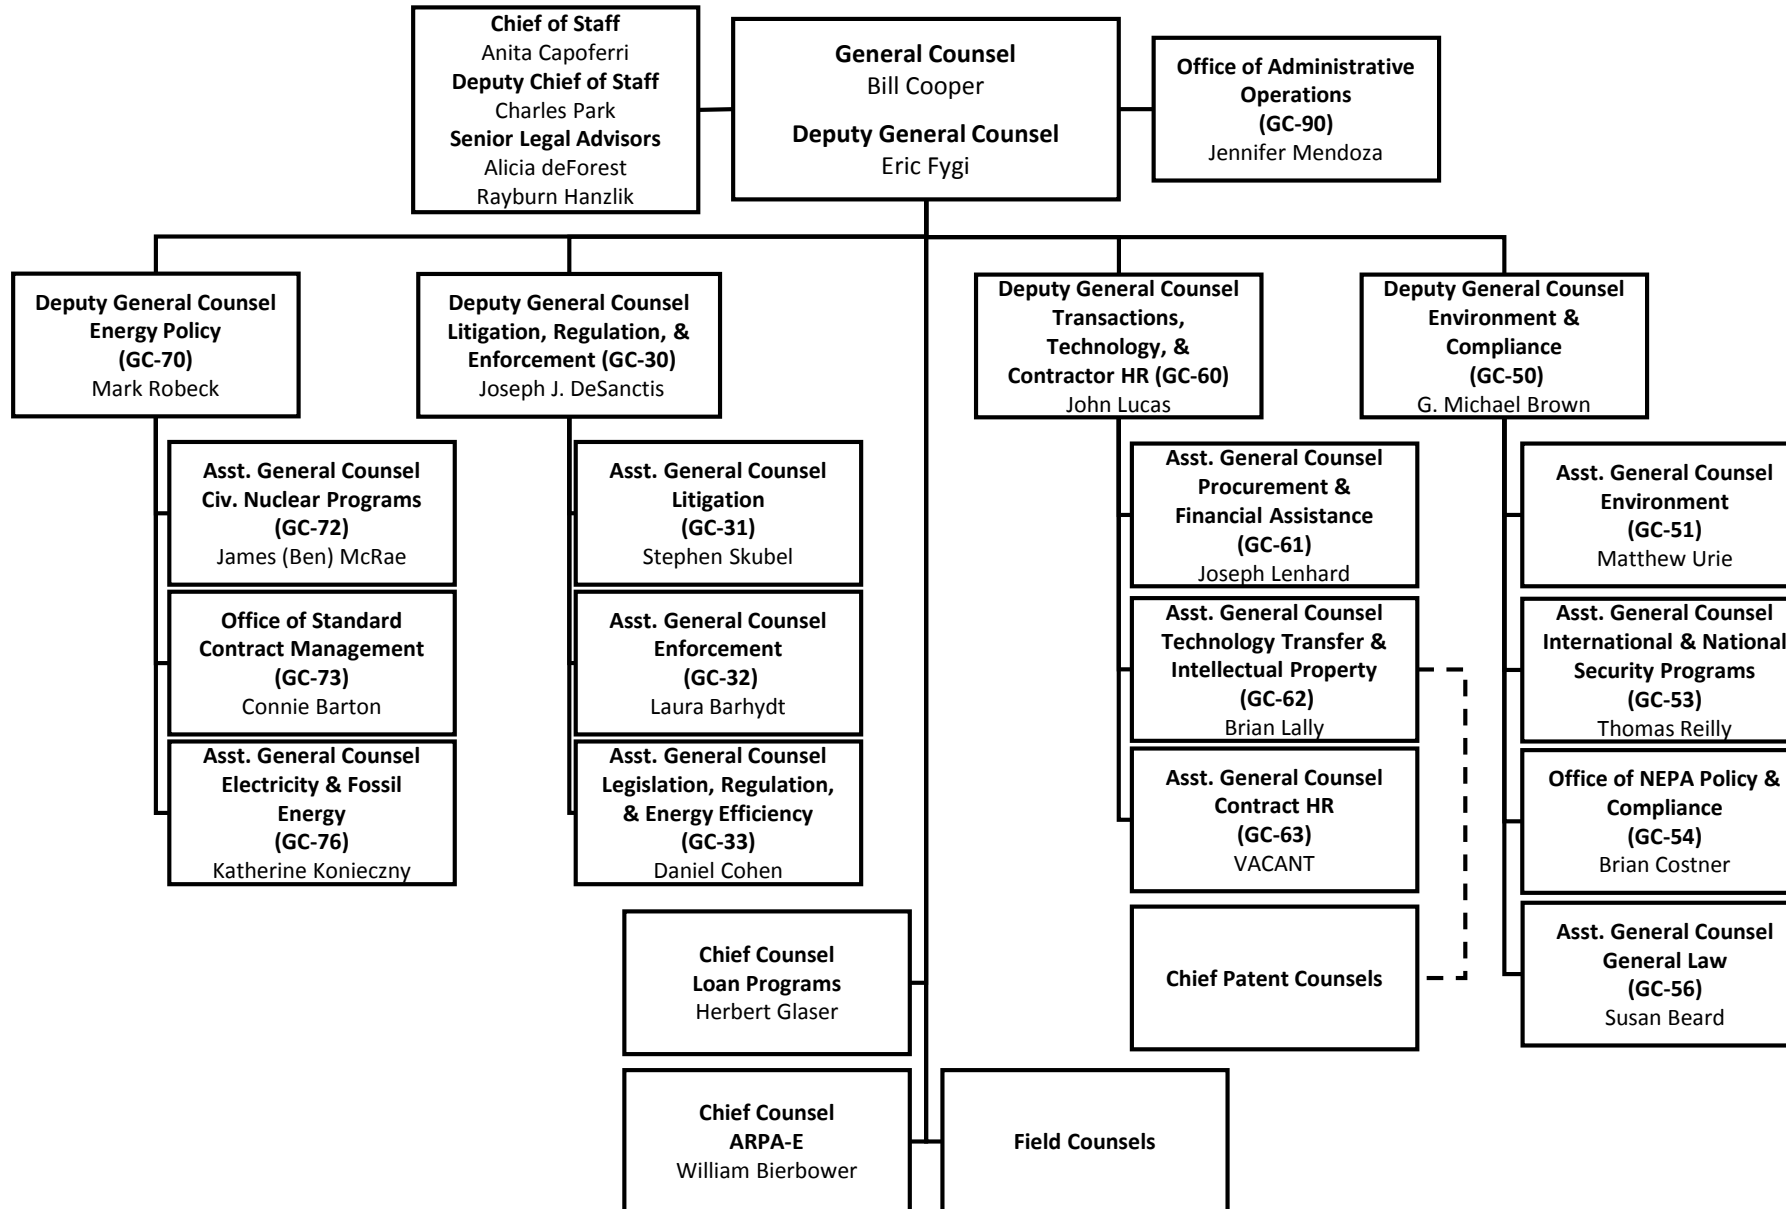 Chief of Staff
Anita Capoferri
Deputy Chief of Staff
Charles Park
Senior Legal Advisors
Alicia deForest
Rayburn Hanzlik
General Counsel
Bill Cooper
Deputy General Counsel
Eric Fygi
Office of Administrative
Operations
(GC-90)
Jennifer Mendoza
Deputy General Counsel
Energy Policy
(GC-70)
Mark Robeck
Deputy General Counsel
Litigation, Regulation, &
Enforcement (GC-30)
Joseph J. DeSanctis
Deputy General Counsel
Transactions,
Technology, &
Contractor HR (GC-60)
John Lucas
Deputy General Counsel
Environment &
Compliance
(GC-50)
G. Michael Brown
Asst. General Counsel
Civ. Nuclear Programs
(GC-72)
James (Ben) McRae
Office of Standard
Contract Management
(GC-73)
Connie Barton
Asst. General Counsel
Electricity & Fossil
Energy
(GC-76)
Katherine Konieczny
Asst. General Counsel
Litigation
(GC-31)
Stephen Skubel
Asst. General Counsel
Enforcement
(GC-32)
Laura Barhydt
Asst. General Counsel
Legislation, Regulation,
& Energy Efficiency
(GC-33)
Daniel Cohen
Asst. General Counsel
Procurement &
Financial Assistance
(GC-61)
Joseph Lenhard
Asst. General Counsel
Technology Transfer &
Intellectual Property
(GC-62)
Brian Lally
Asst. General Counsel
Contract HR
(GC-63)
VACANT
Chief Patent Counsels
Asst. General Counsel
Environment
(GC-51)
Matthew Urie
Asst. General Counsel
International & National
Security Programs
(GC-53)
Thomas Reilly
Office of NEPA Policy &
Compliance
(GC-54)
Brian Costner
Asst. General Counsel
General Law
(GC-56)
Susan Beard
Chief Counsel
Loan Programs
Herbert Glaser
Chief Counsel
ARPA-E
William Bierbower
Field Counsels